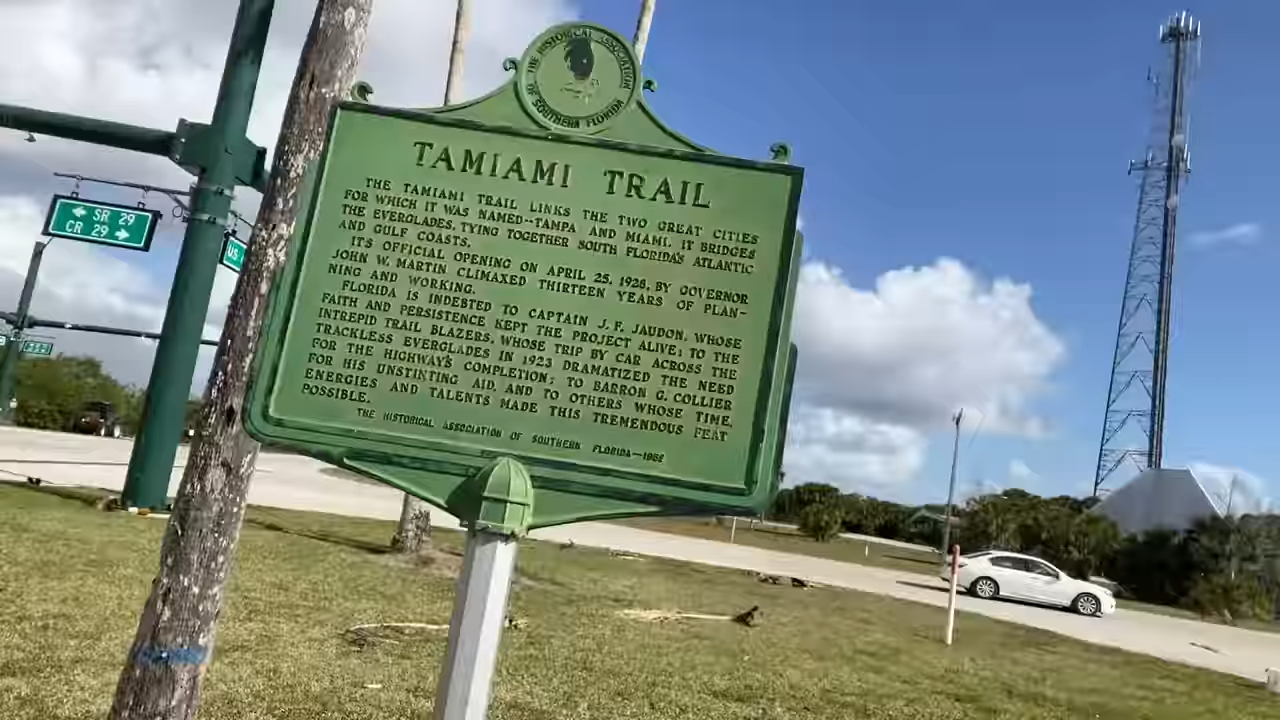 THE HISTORICAL ASSOCIATION
OF SOUTHERN FLORIDA
TAMIAMI TRAIL
THE TAMIAMI TRAIL LINKS THE TWO GREAT CITIES
FOR WHICH IT WAS NAMED--TAMPA AND MIAMI. IT BRIDGES
THE EVERGLADES, TYING TOGETHER SOUTH FLORIDA'S ATLANTIC
AND GULF COASTS.
ITS OFFICIAL OPENING ON APRIL 25, 1928, BY GOVERNOR
JOHN W. MARTIN CLIMAXED THIRTEEN YEARS OF PLAN-
NING AND WORKING.
FLORIDA IS INDEBTED TO CAPTAIN J. F. JAUDON, WHOSE
FAITH AND PERSISTENCE KEPT THE PROJECT ALIVE; TO THE
INTREPID TRAIL BLAZERS, WHOSE TRIP BY CAR ACROSS THE
TRACKLESS EVERGLADES IN 1923 DRAMATIZED THE NEED
FOR THE HIGHWAY'S COMPLETION; TO BARRON G. COLLIER
FOR HIS UNSTINTING AID, AND TO OTHERS WHOSE TIME,
ENERGIES AND TALENTS MADE THIS TREMENDOUS FEAT
POSSIBLE.
THE HISTORICAL ASSOCIATION OF SOUTHERN FLORIDA—1968
SR 29
CR 29
US